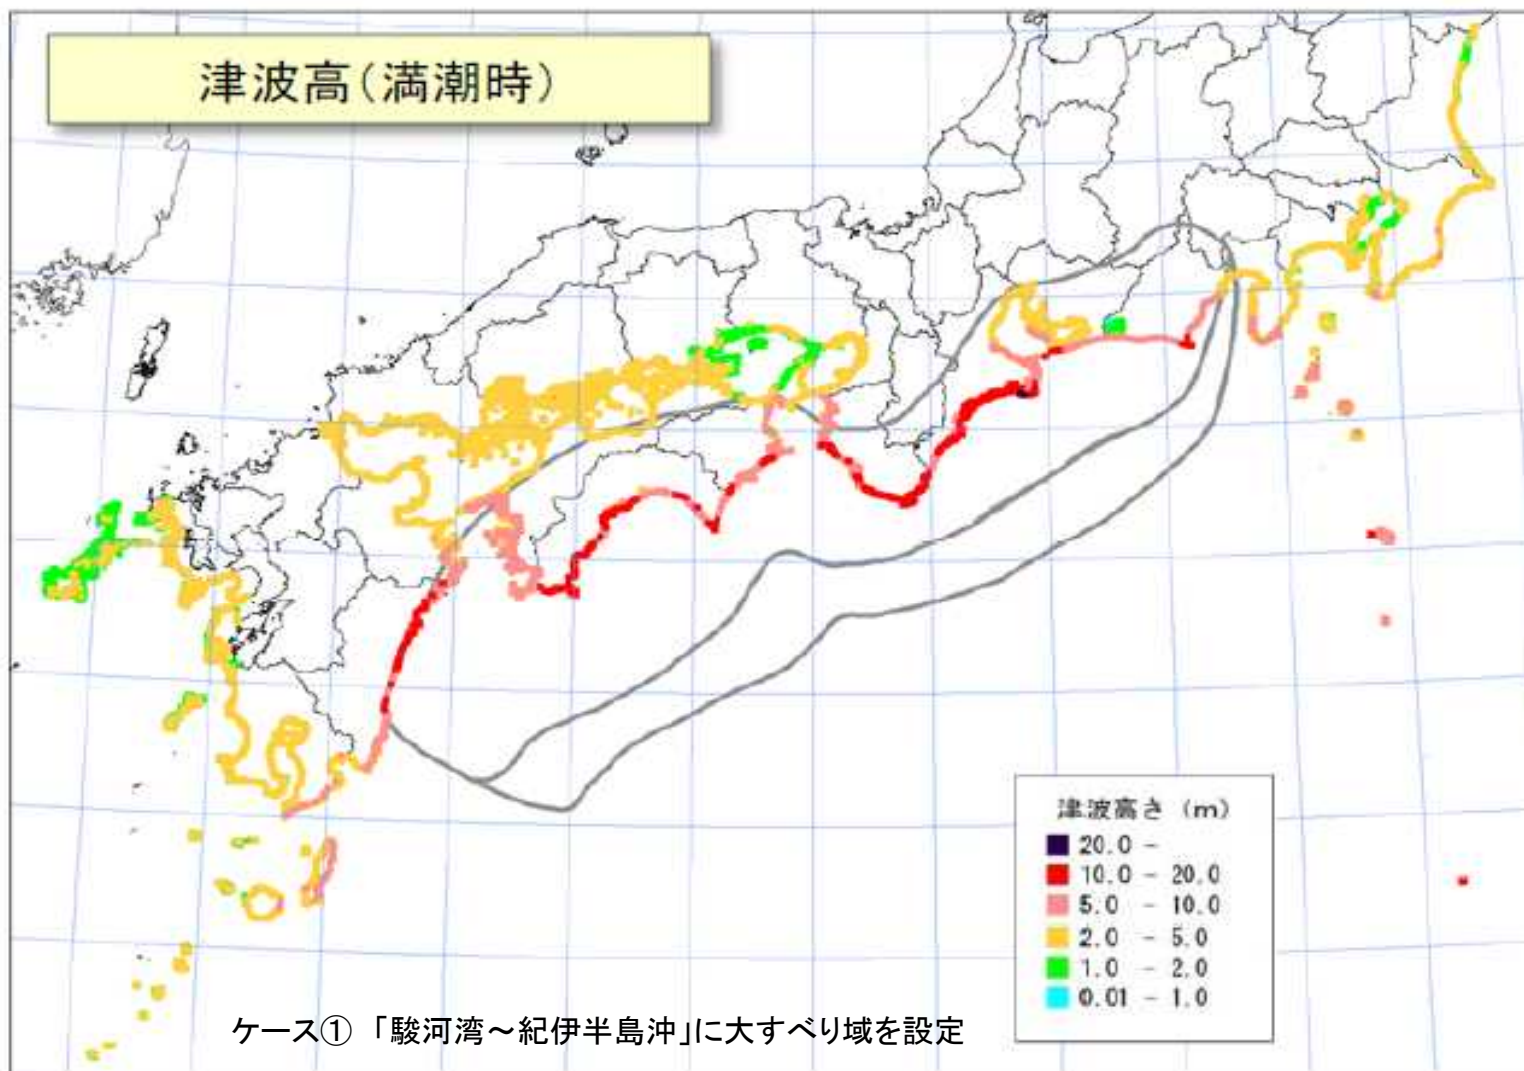 津波高(満潮時)
津波高さ (m)
20.0 -
10.0 - 20.0
5.0 - 10.0
2.0 - 5.0
1.0 - 2.0
0.01 - 1.0
ケース① 「駿河湾～紀伊半島沖」に大すべり域を設定